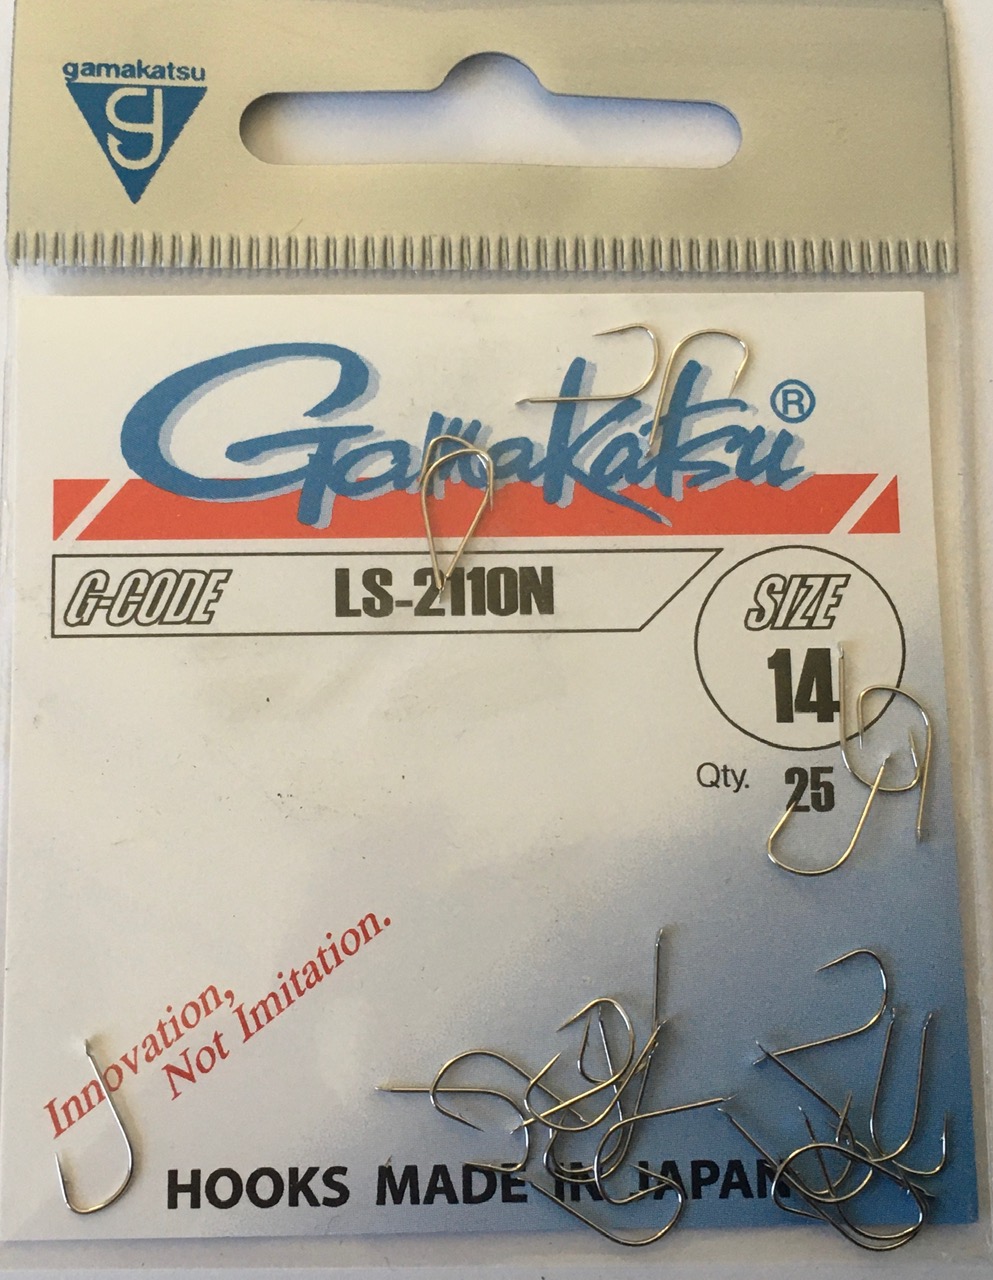 gamakatsu
g
Gamakatsu®
G-CODE LS-2110N
SIZE
14
Qty. 25
Innovation,
Not Imitation.
HOOKS MADE IN JAPAN